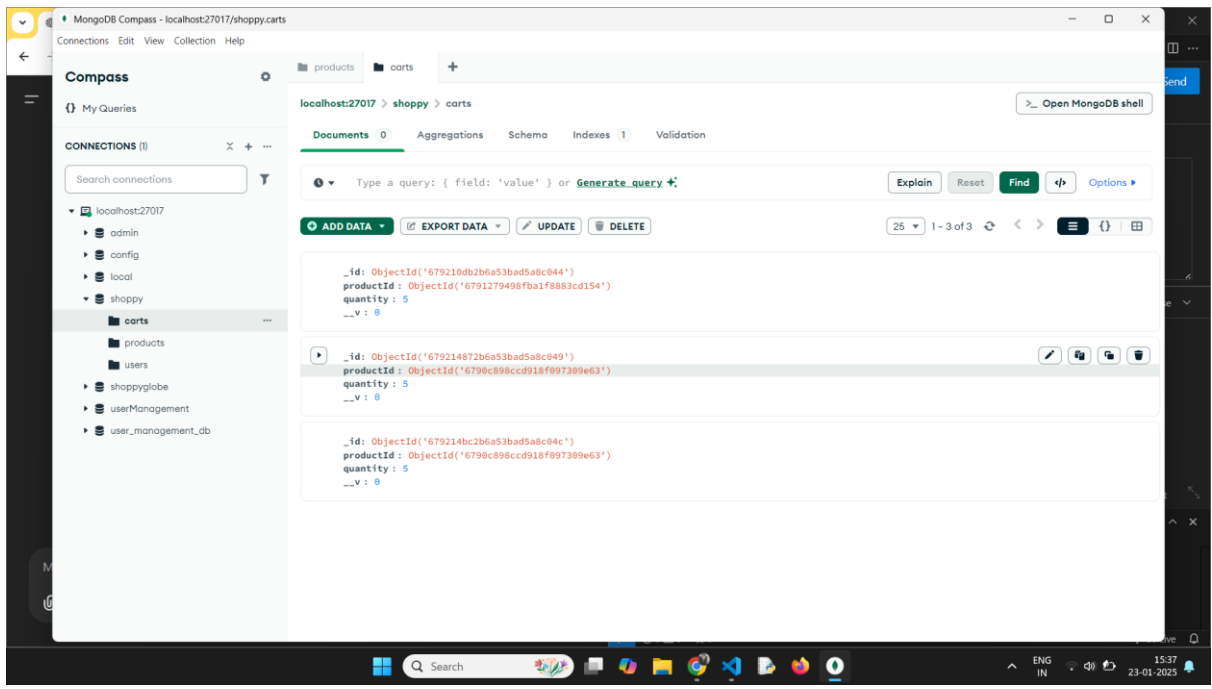 MongoDB Compass - localhost:27017/shoppy.carts
Connections Edit View Collection Help
Compass
{} My Queries
CONNECTIONS (1)
Search connections
localhost:27017
admin
config
local
shoppy
carts
products
users
shoppyglobe
userManagement
user_management_db
products carts
localhost:27017 > shoppy > carts
>_ Open MongoDB shell
Documents 0 Aggregations Schema Indexes 1 Validation
Type a query: { field: 'value' } or Generate query
Explain Reset Find </> Options
ADD DATA EXPORT DATA UPDATE DELETE
25 1 – 3 of 3 {}
_id: ObjectId('679210db2b6a53bad5a8c044')
productId : ObjectId('6791279498fba1f8883cd154')
quantity : 5
__v : 0
_id: ObjectId('679214872b6a53bad5a8c049')
productId : ObjectId('6790c898ccd918f097309e63')
quantity : 5
__v : 0
_id: ObjectId('679214bc2b6a53bad5a8c04c')
productId : ObjectId('6790c898ccd918f097309e63')
quantity : 5
__v : 0
Send
Search
ENG
IN
15:37
23-01-2025